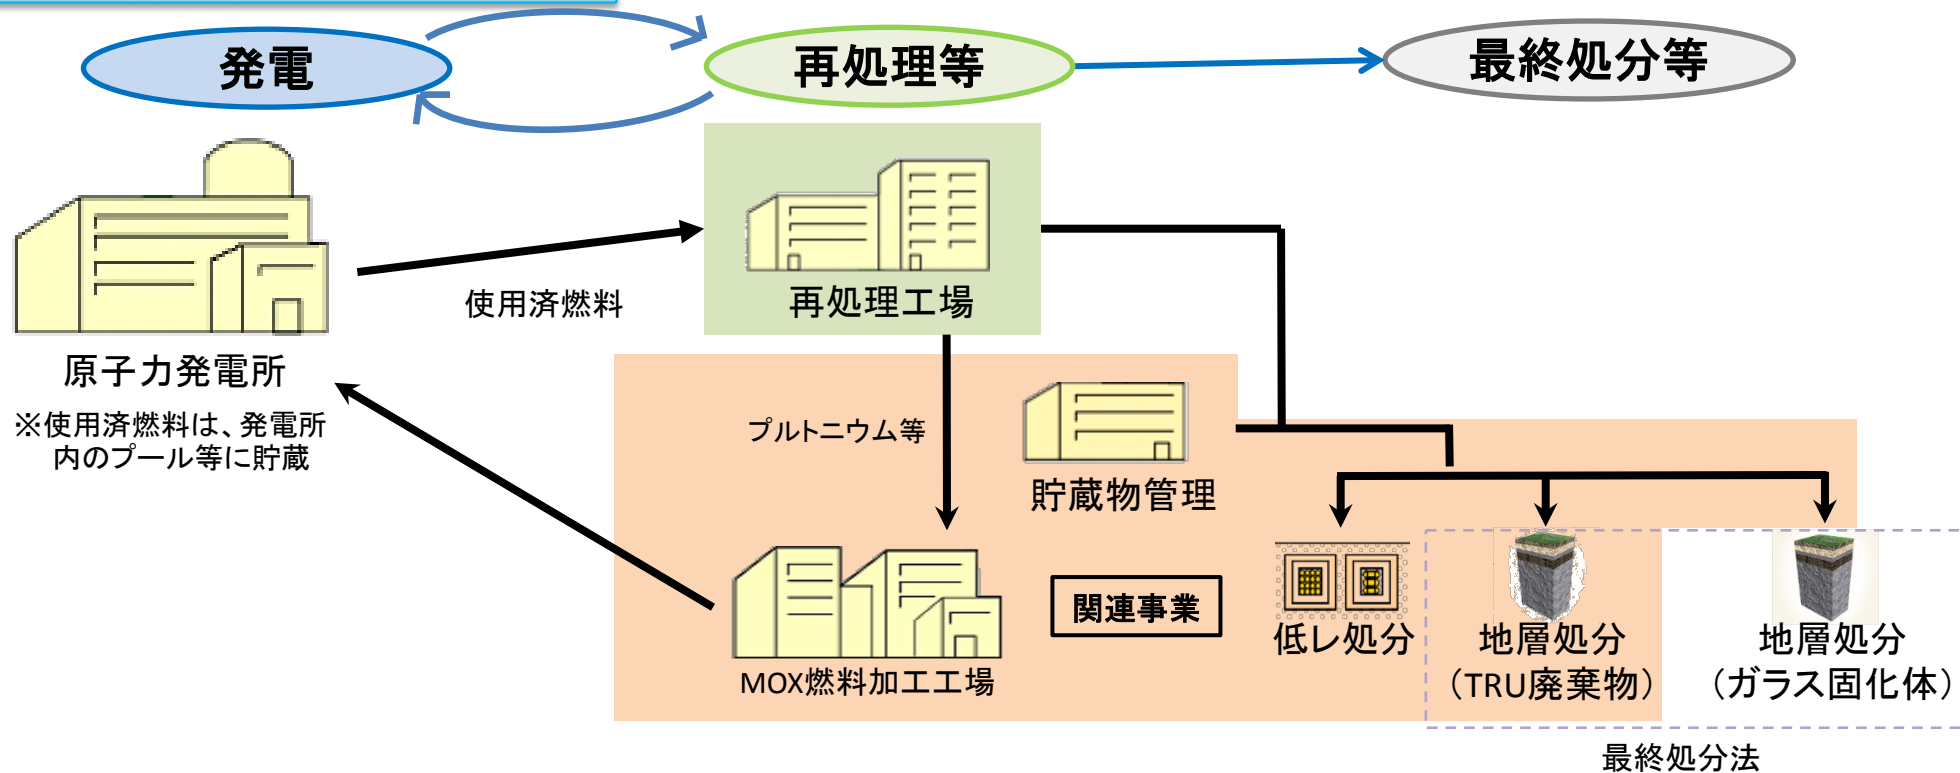 発電
再処理等
最終処分等
使用済燃料
再処理工場
原子力発電所
※使用済燃料は、発電所
内のプール等に貯蔵
プルトニウム等
貯蔵物管理
MOX燃料加工工場
関連事業
低レ処分
地層処分
（TRU廃棄物）
地層処分
（ガラス固化体）
最終処分法